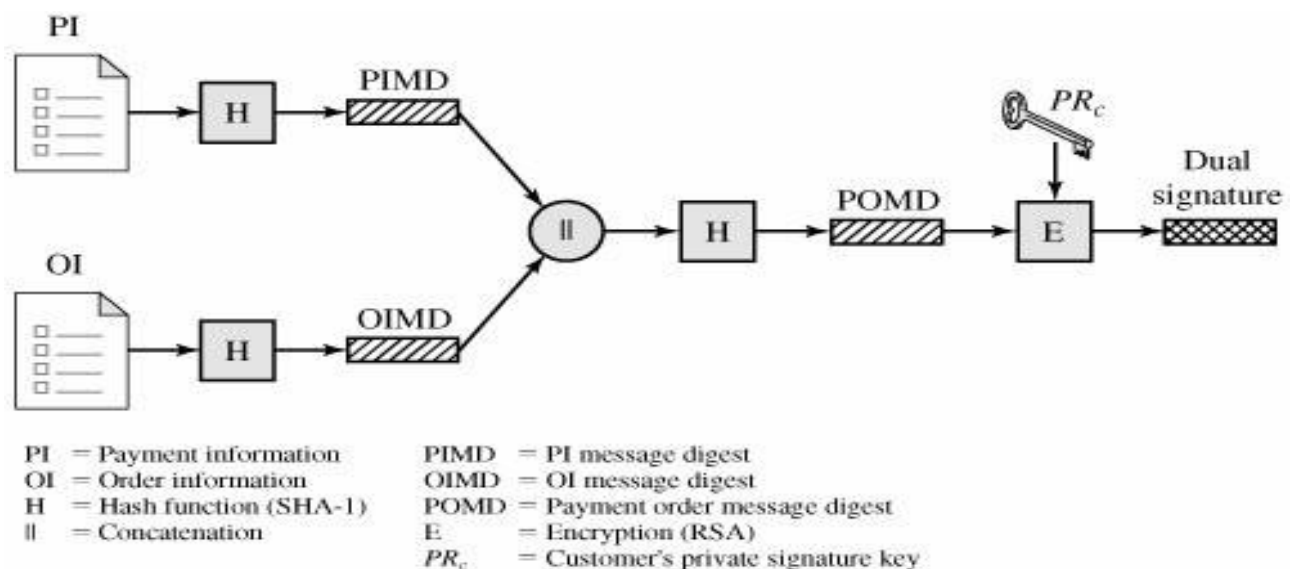 PI
H
PIMD
PR_c
Dual
signature
||
H
POMD
E
OI
H
OIMD
PI = Payment information
OI = Order information
H = Hash function (SHA-1)
|| = Concatenation
PIMD = PI message digest
OIMD = OI message digest
POMD = Payment order message digest
E = Encryption (RSA)
PR_c = Customer's private signature key